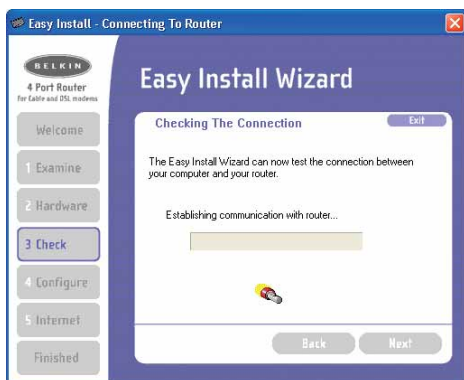 Easy Install - Connecting To Router
BELKIN
4 Port Router
For Cable and DSL modems
Welcome
1 Examine
2 Hardware
3 Check
4 Configure
5 Internet
Finished
Easy Install Wizard
Checking The Connection
Exit
The Easy Install Wizard can now test the connection between
your computer and your router.
Establishing communication with router...
Back
Next